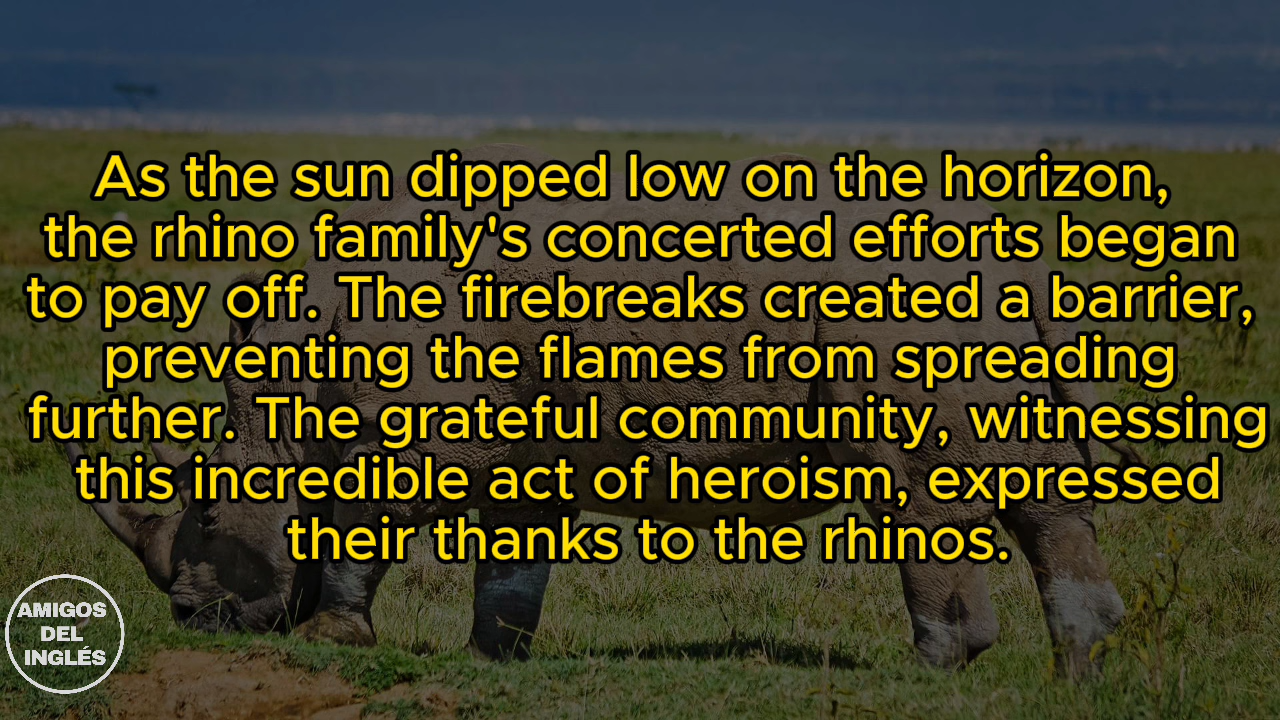 As the sun dipped low on the horizon,
the rhino family's concerted efforts began
to pay off. The firebreaks created a barrier,
preventing the flames from spreading
further. The grateful community, witnessing
this incredible act of heroism, expressed
their thanks to the rhinos.
AMIGOS
DEL
INGLÉS